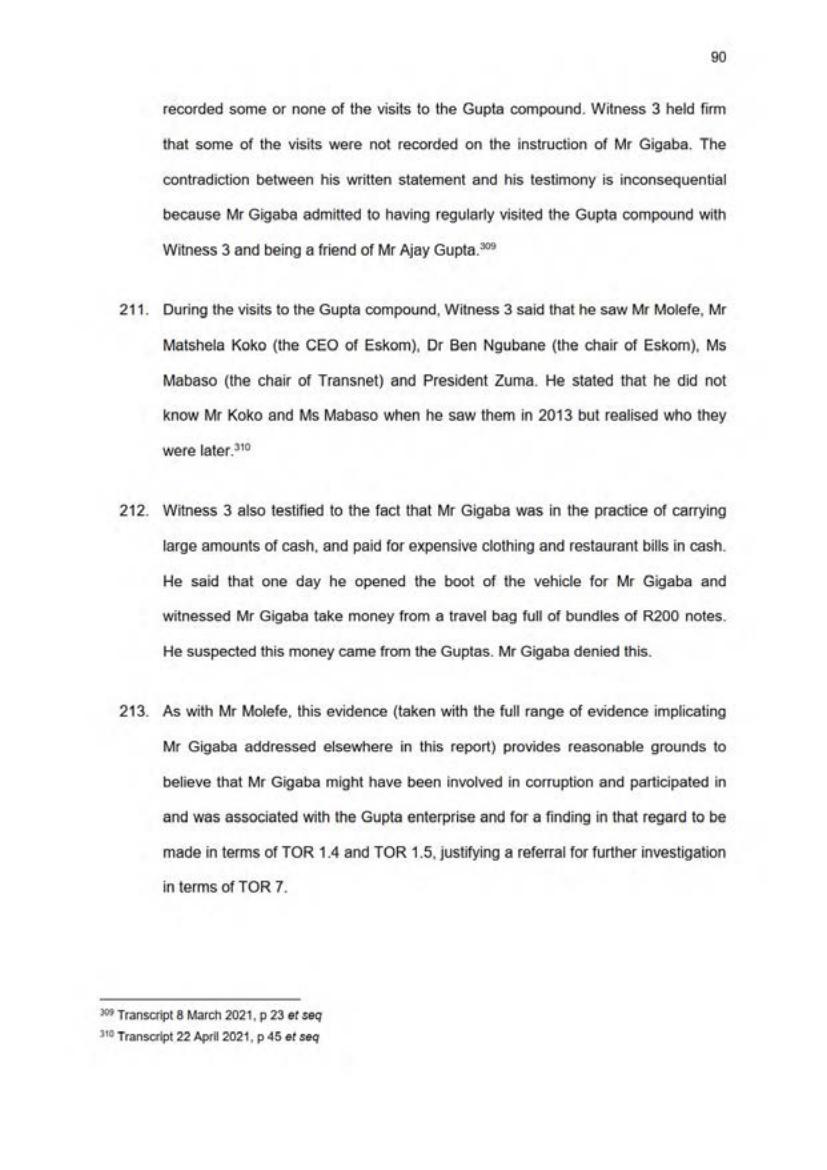 90
recorded some or none of the visits to the Gupta compound. Witness 3 held firm
that some of the visits were not recorded on the instruction of Mr Gigaba. The
contradiction between his written statement and his testimony is inconsequential
because Mr Gigaba admitted to having regularly visited the Gupta compound with
Witness 3 and being a friend of Mr Ajay Gupta.309
211. During the visits to the Gupta compound, Witness 3 said that he saw Mr Molefe, Mr
Matshela Koko (the CEO of Eskom), Dr Ben Ngubane (the chair of Eskom), Ms
Mabaso (the chair of Transnet) and President Zuma. He stated that he did not
know Mr Koko and Ms Mabaso when he saw them in 2013 but realised who they
were later.310
212. Witness 3 also testified to the fact that Mr Gigaba was in the practice of carrying
large amounts of cash, and paid for expensive clothing and restaurant bills in cash.
He said that one day he opened the boot of the vehicle for Mr Gigaba and
witnessed Mr Gigaba take money from a travel bag full of bundles of R200 notes.
He suspected this money came from the Guptas. Mr Gigaba denied this.
213. As with Mr Molefe, this evidence (taken with the full range of evidence implicating
Mr Gigaba addressed elsewhere in this report) provides reasonable grounds to
believe that Mr Gigaba might have been involved in corruption and participated in
and was associated with the Gupta enterprise and for a finding in that regard to be
made in terms of TOR 1.4 and TOR 1.5, justifying a referral for further investigation
in terms of TOR 7.
309 Transcript 8 March 2021, p 23 et seq
310 Transcript 22 April 2021, p 45 et seq